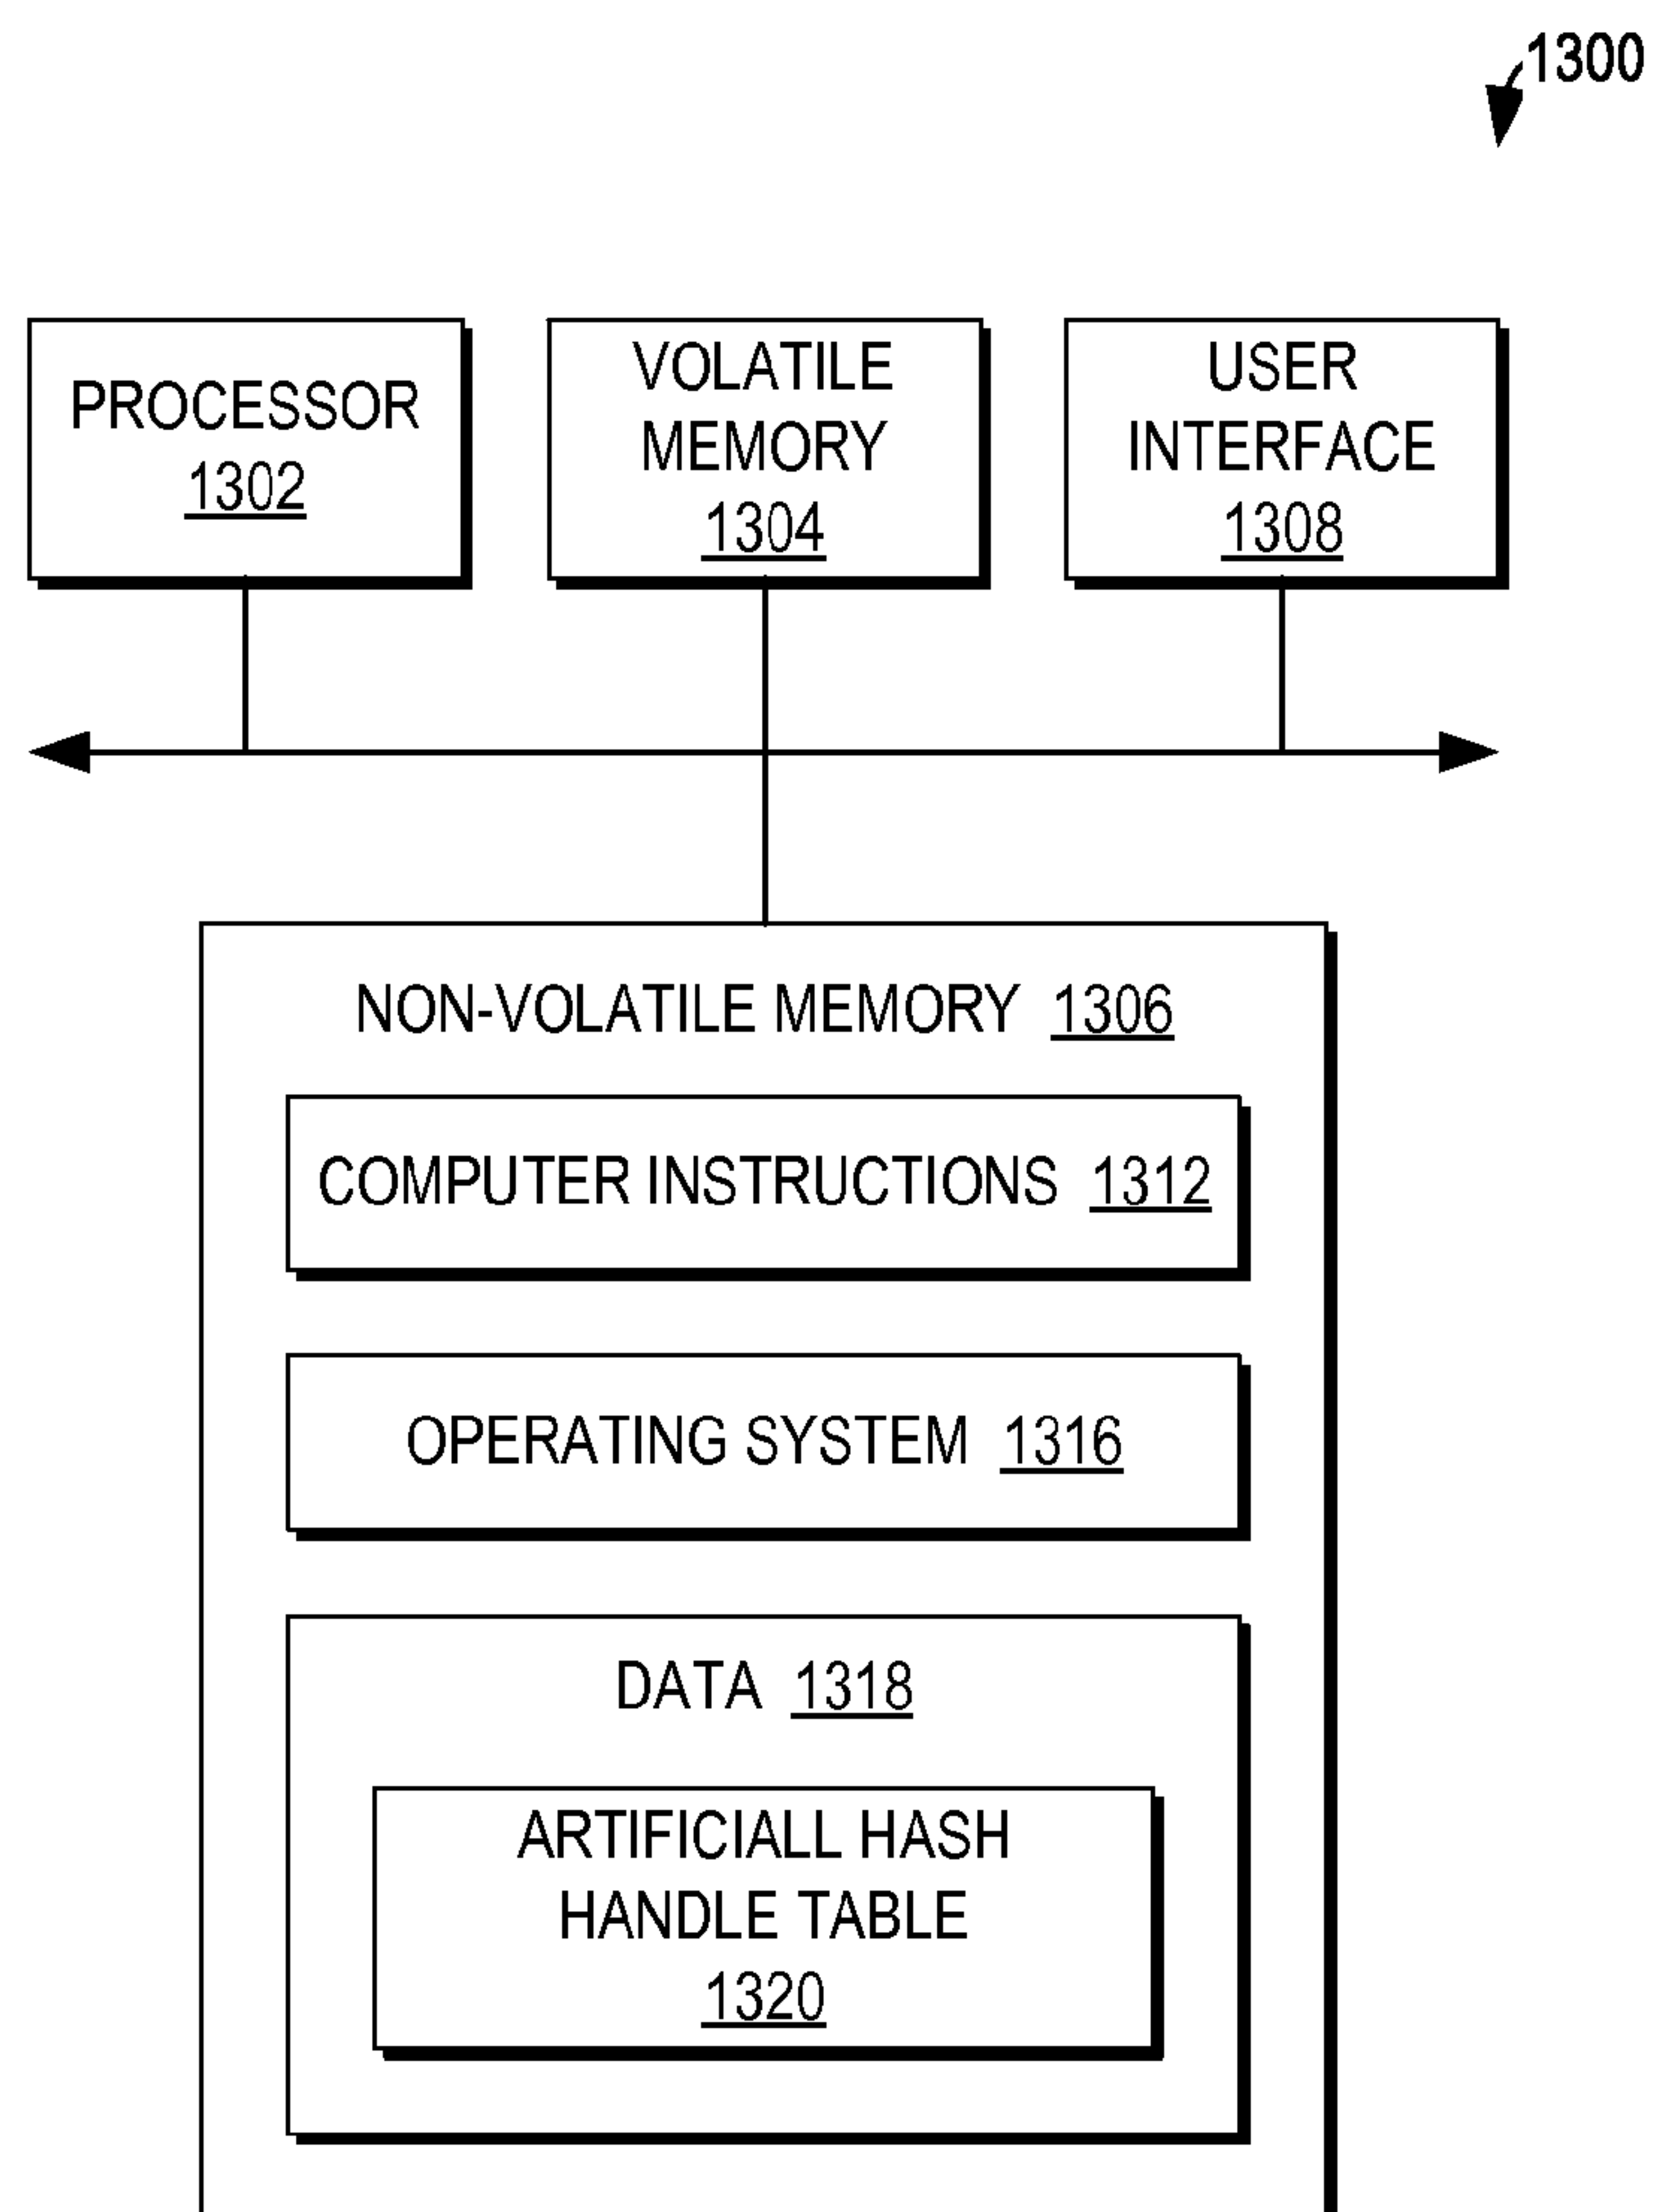 1300
PROCESSOR
1302
VOLATILE
MEMORY
1304
USER
INTERFACE
1308
NON-VOLATILE MEMORY 1306
COMPUTER INSTRUCTIONS 1312
OPERATING SYSTEM 1316
DATA 1318
ARTIFICIALL HASH
HANDLE TABLE
1320